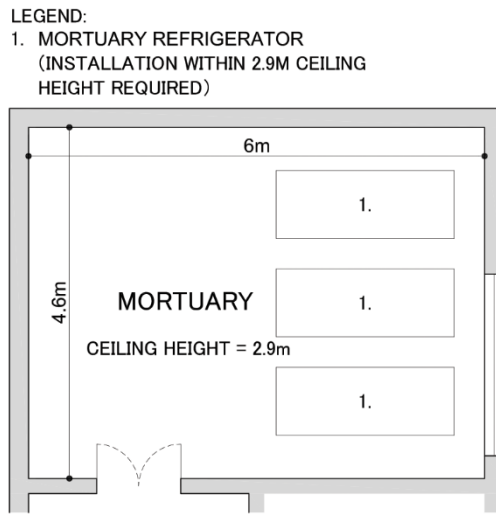 LEGEND:
1. MORTUARY REFRIGERATOR
(INSTALLATION WITHIN 2.9M CEILING
HEIGHT REQUIRED)
6m
1.
4.6m
MORTUARY
1.
CEILING HEIGHT = 2.9m
1.